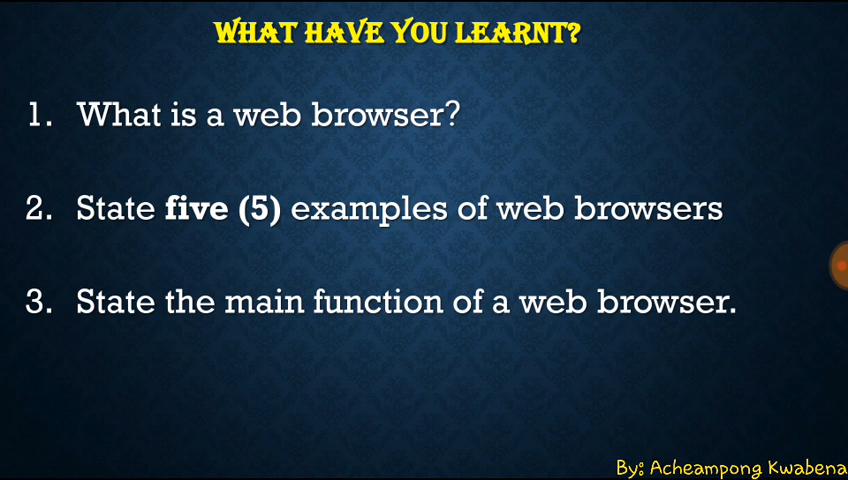 WHAT HAVE YOU LEARNT?
1. What is a web browser?
2. State five (5) examples of web browsers
3. State the main function of a web browser.
By: Acheampong Kwabena